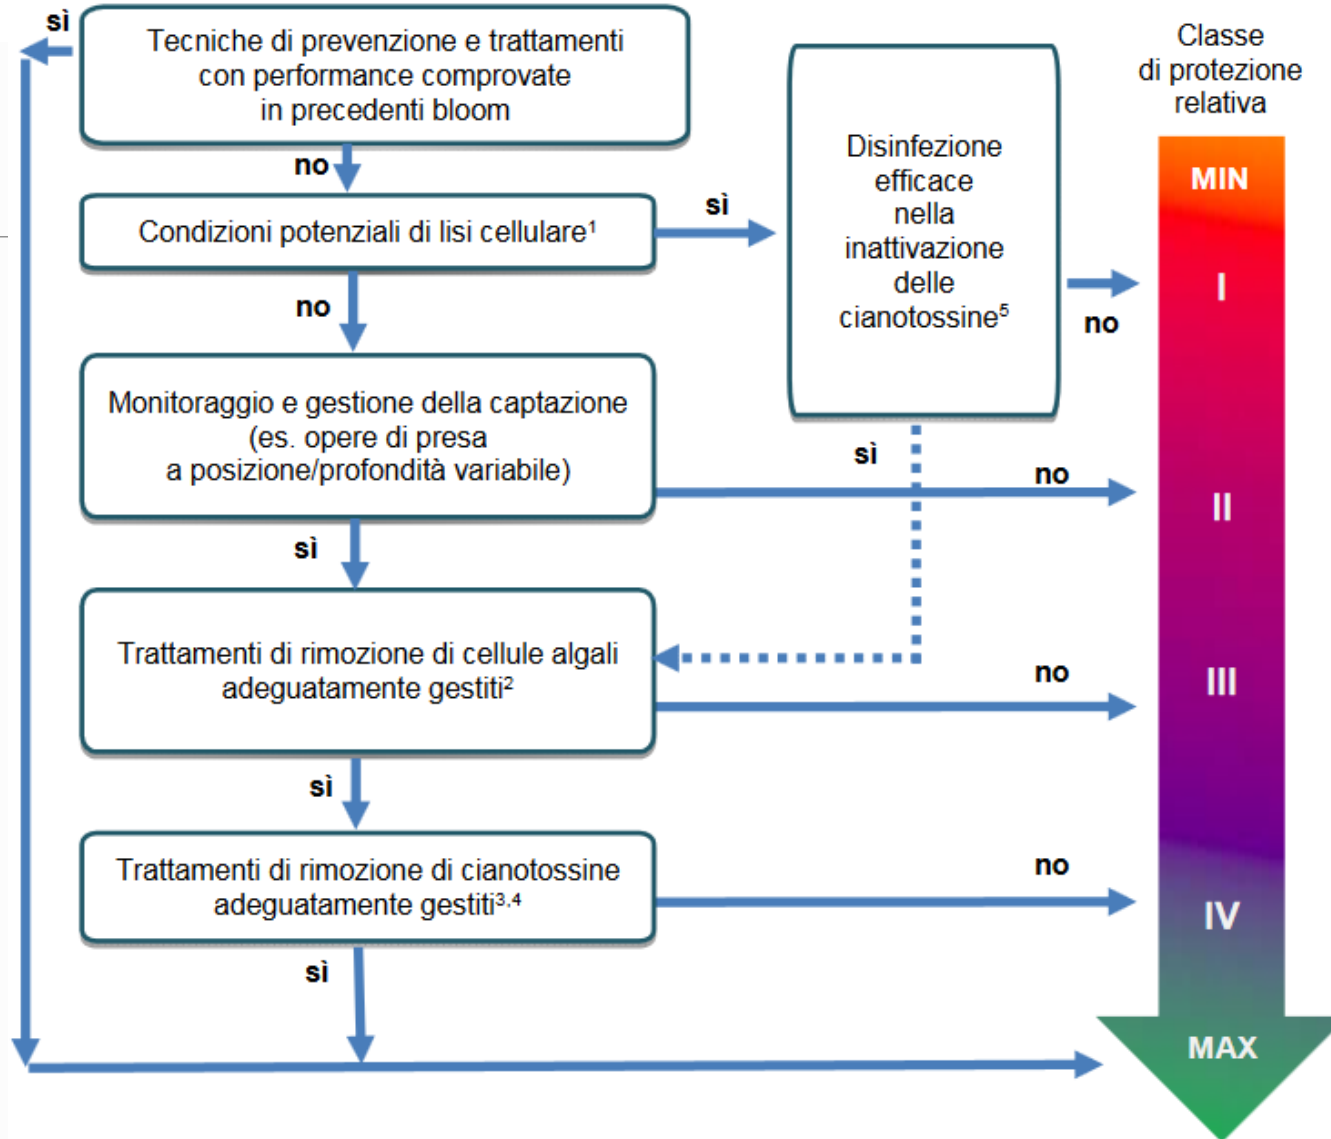 sì
Tecniche di prevenzione e trattamenti
con performance comprovate
in precedenti bloom
no
Condizioni potenziali di lisi cellulare¹
sì
no
Disinfezione
efficace
nella
inattivazione
delle
cianotossine⁵
no
sì
Monitoraggio e gestione della captazione
(es. opere di presa
a posizione/profondità variabile)
no
sì
Trattamenti di rimozione di cellule algali
adeguatamente gestiti²
no
sì
Trattamenti di rimozione di cianotossine
adeguatamente gestiti³,⁴
no
sì
Classe
di protezione
relativa
MIN
I
II
III
IV
MAX